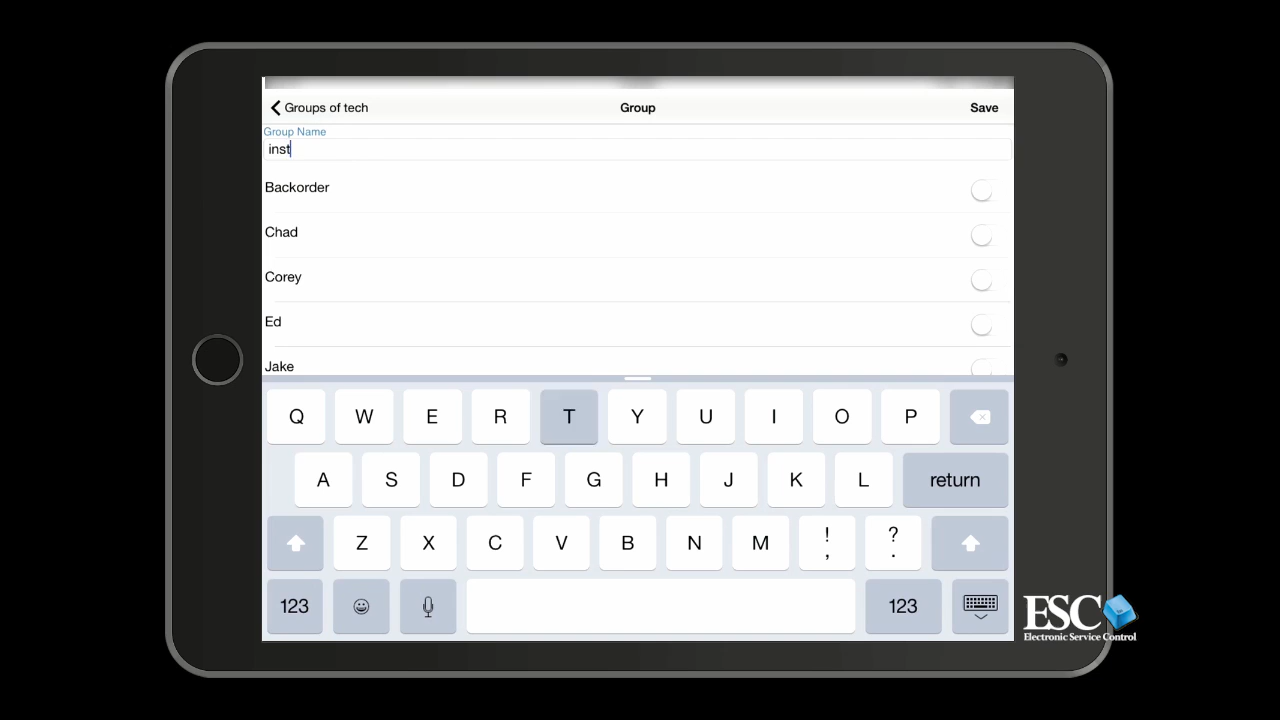 Groups of tech Group Save
Group Name
inst
Backorder
Chad
Corey
Ed
Jake
Q W E R T Y U I O P
A S D F G H J K L return
Z X C V B N M ! , ? .
123 123
ESC
Electronic Service Control